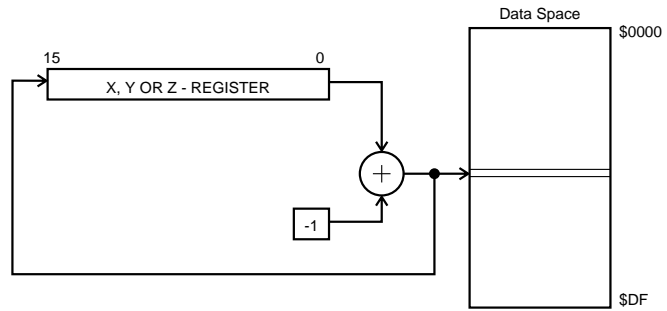 Data Space
$0000
15
0
X, Y OR Z - REGISTER
+
-1
$DF